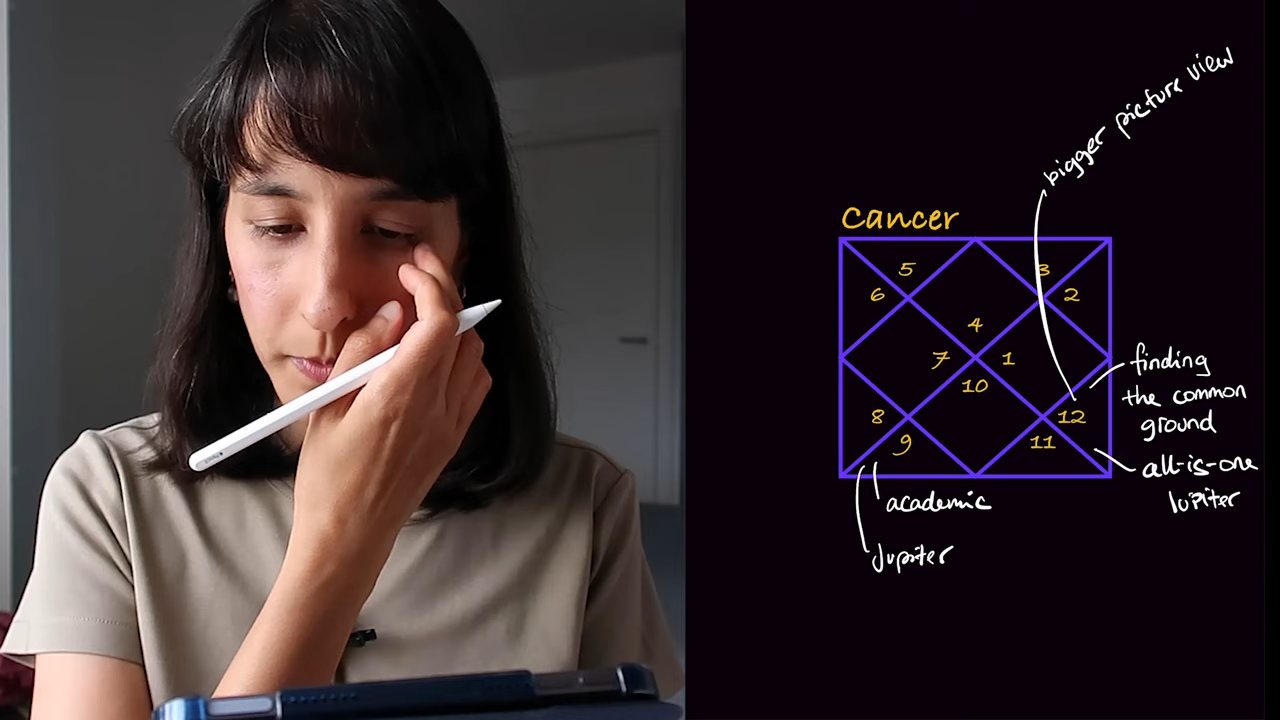 bigger picture view
Cancer
5
3
6
2
4
7
1
10
8
12
9
11
finding
the common
ground
all-is-one
Jupiter
academic
Jupiter